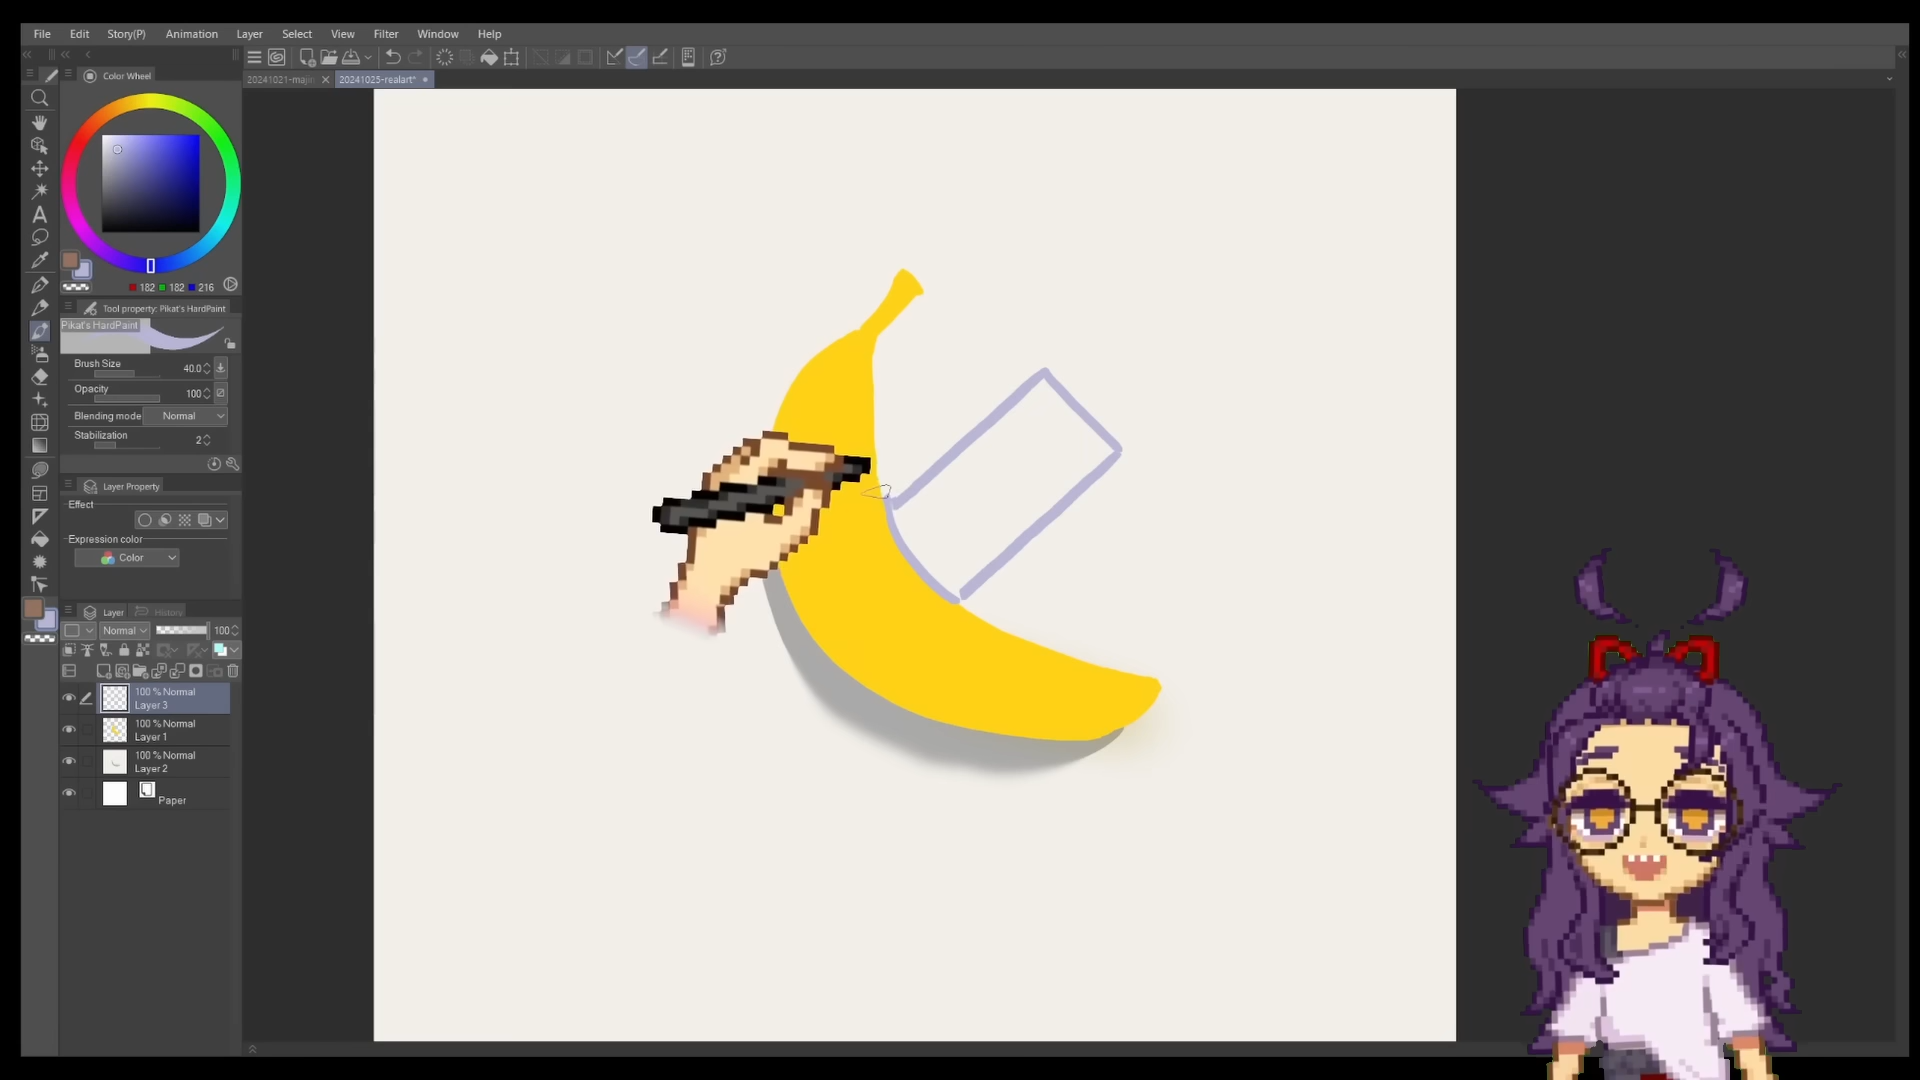 File Edit Story(P) Animation Layer Select View Filter Window Help
Color Wheel
20241021-maji
20241025-realart*
182 182 216
Tool property: Pikat's HardPaint
Pikat's HardPaint
Brush Size 40.0
Opacity 100
Blending mode Normal
Stabilization 2
Layer Property
Effect
Expression color
Color
Layer History
Normal 100
100 % Normal
Layer 3
100 % Normal
Layer 1
100 % Normal
Layer 2
Paper